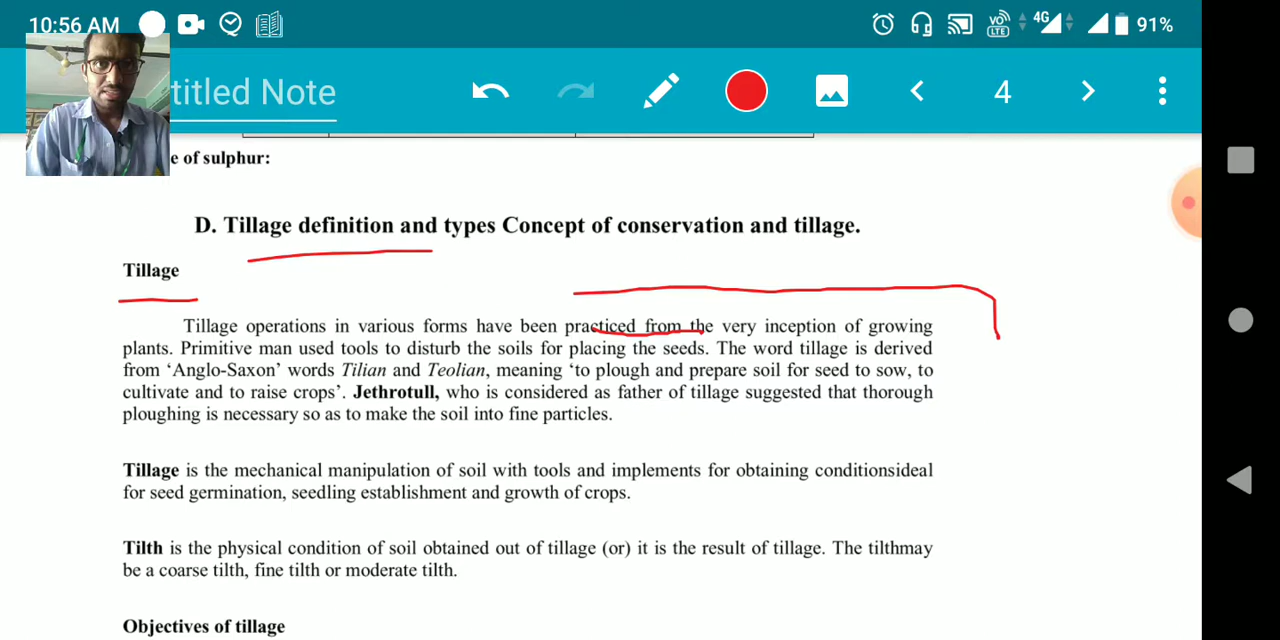 10:56 AM
VO
LTE
4G
91%
titled Note
4
e of sulphur:
D. Tillage definition and types Concept of conservation and tillage.
Tillage
Tillage operations in various forms have been practiced from the very inception of growing
plants. Primitive man used tools to disturb the soils for placing the seeds. The word tillage is derived
from ‘Anglo-Saxon’ words Tilian and Teolian, meaning ‘to plough and prepare soil for seed to sow, to
cultivate and to raise crops’. Jethrotull, who is considered as father of tillage suggested that thorough
ploughing is necessary so as to make the soil into fine particles.
Tillage is the mechanical manipulation of soil with tools and implements for obtaining conditionsideal
for seed germination, seedling establishment and growth of crops.
Tilth is the physical condition of soil obtained out of tillage (or) it is the result of tillage. The tilthmay
be a coarse tilth, fine tilth or moderate tilth.
Objectives of tillage